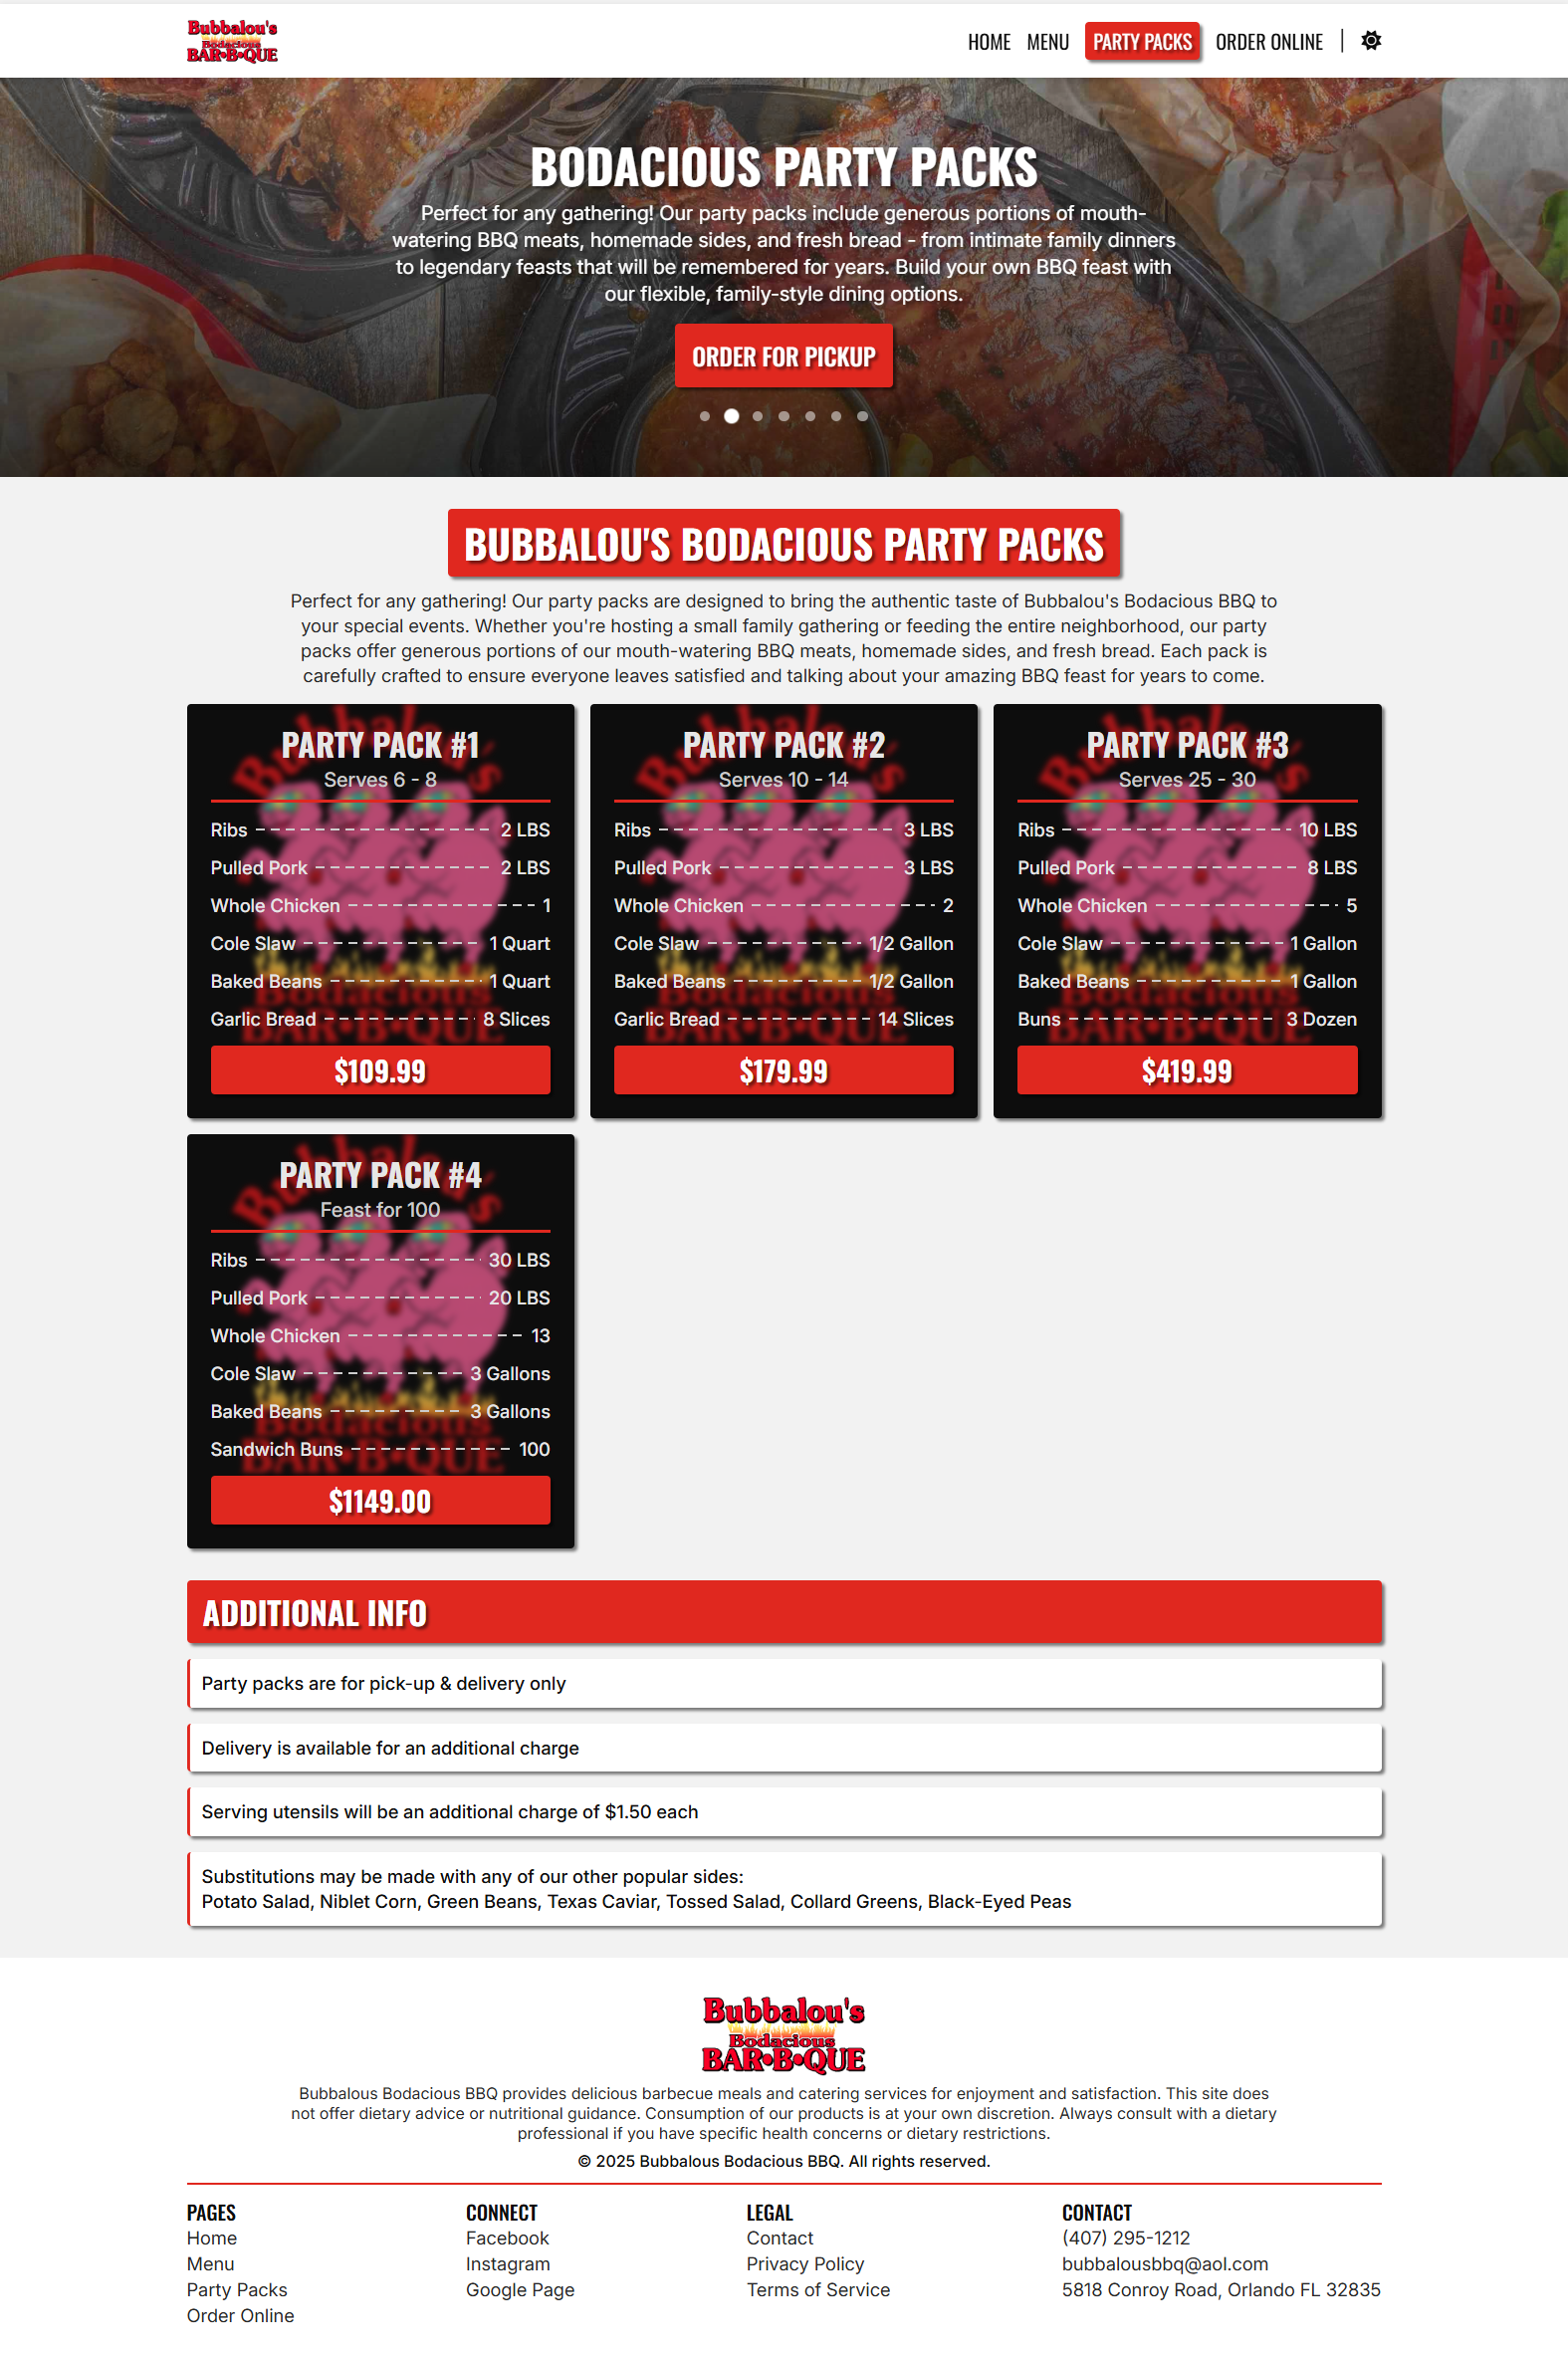 Bubbalou's
Bodacious
BAR•B•QUE
HOME MENU PARTY PACKS ORDER ONLINE
BODACIOUS PARTY PACKS
Perfect for any gathering! Our party packs include generous portions of mouth-
watering BBQ meats, homemade sides, and fresh bread - from intimate family dinners
to legendary feasts that will be remembered for years. Build your own BBQ feast with
our flexible, family-style dining options.
ORDER FOR PICKUP
BUBBALOU'S BODACIOUS PARTY PACKS
Perfect for any gathering! Our party packs are designed to bring the authentic taste of Bubbalou's Bodacious BBQ to
your special events. Whether you're hosting a small family gathering or feeding the entire neighborhood, our party
packs offer generous portions of our mouth-watering BBQ meats, homemade sides, and fresh bread. Each pack is
carefully crafted to ensure everyone leaves satisfied and talking about your amazing BBQ feast for years to come.
PARTY PACK #1
Serves 6 - 8
Ribs 2 LBS
Pulled Pork 2 LBS
Whole Chicken 1
Cole Slaw 1 Quart
Baked Beans 1 Quart
Garlic Bread 8 Slices
$109.99
PARTY PACK #2
Serves 10 - 14
Ribs 3 LBS
Pulled Pork 3 LBS
Whole Chicken 2
Cole Slaw 1/2 Gallon
Baked Beans 1/2 Gallon
Garlic Bread 14 Slices
$179.99
PARTY PACK #3
Serves 25 - 30
Ribs 10 LBS
Pulled Pork 8 LBS
Whole Chicken 5
Cole Slaw 1 Gallon
Baked Beans 1 Gallon
Buns 3 Dozen
$419.99
PARTY PACK #4
Feast for 100
Ribs 30 LBS
Pulled Pork 20 LBS
Whole Chicken 13
Cole Slaw 3 Gallons
Baked Beans 3 Gallons
Sandwich Buns 100
$1149.00
ADDITIONAL INFO
Party packs are for pick-up & delivery only
Delivery is available for an additional charge
Serving utensils will be an additional charge of $1.50 each
Substitutions may be made with any of our other popular sides:
Potato Salad, Niblet Corn, Green Beans, Texas Caviar, Tossed Salad, Collard Greens, Black-Eyed Peas
Bubbalou's
Bodacious
BAR•B•QUE
Bubbalous Bodacious BBQ provides delicious barbecue meals and catering services for enjoyment and satisfaction. This site does
not offer dietary advice or nutritional guidance. Consumption of our products is at your own discretion. Always consult with a dietary
professional if you have specific health concerns or dietary restrictions.
© 2025 Bubbalous Bodacious BBQ. All rights reserved.
PAGES
Home
Menu
Party Packs
Order Online
CONNECT
Facebook
Instagram
Google Page
LEGAL
Contact
Privacy Policy
Terms of Service
CONTACT
(407) 295-1212
bubbalousbbq@aol.com
5818 Conroy Road, Orlando FL 32835